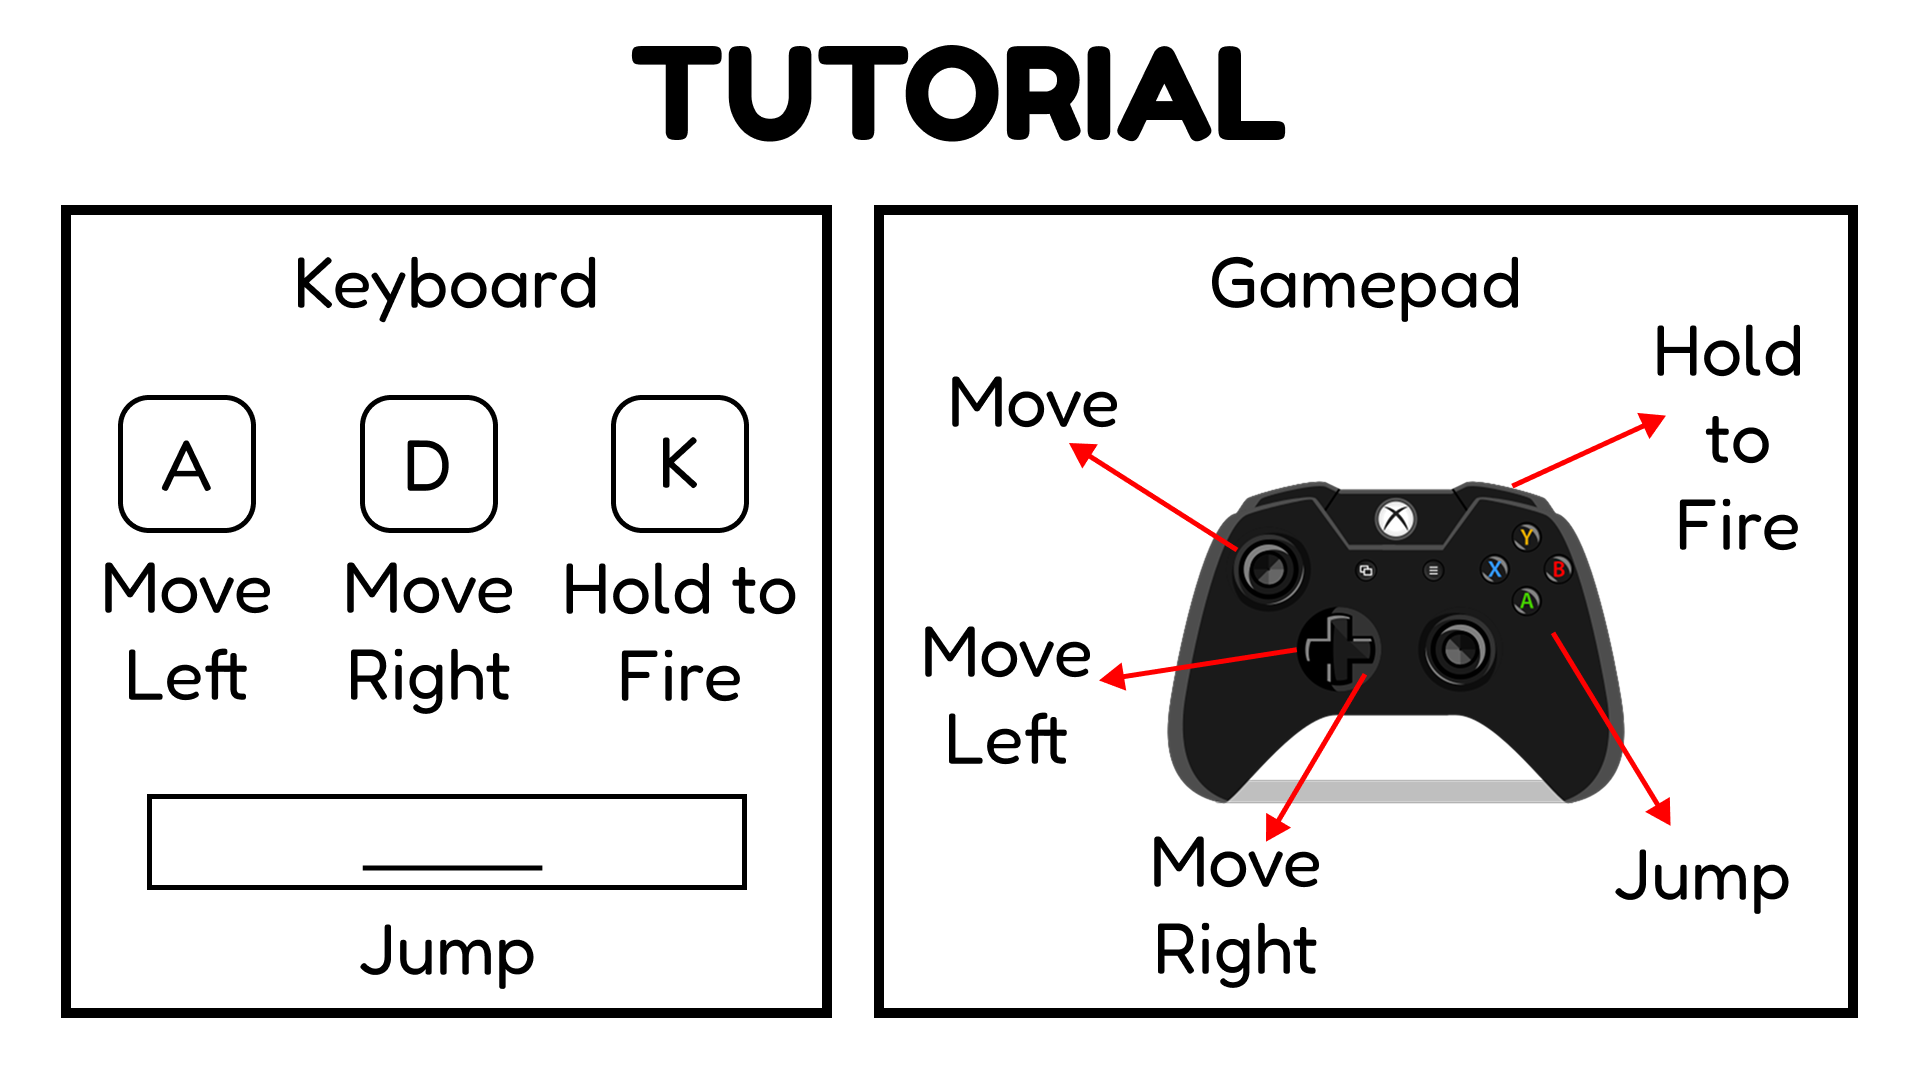 TUTORIAL
Keyboard
A
D
K
Move
Left
Move
Right
Hold to
Fire
Jump
Gamepad
Move
Hold
to
Fire
Y
X
B
A
Move
Left
Move
Right
Jump